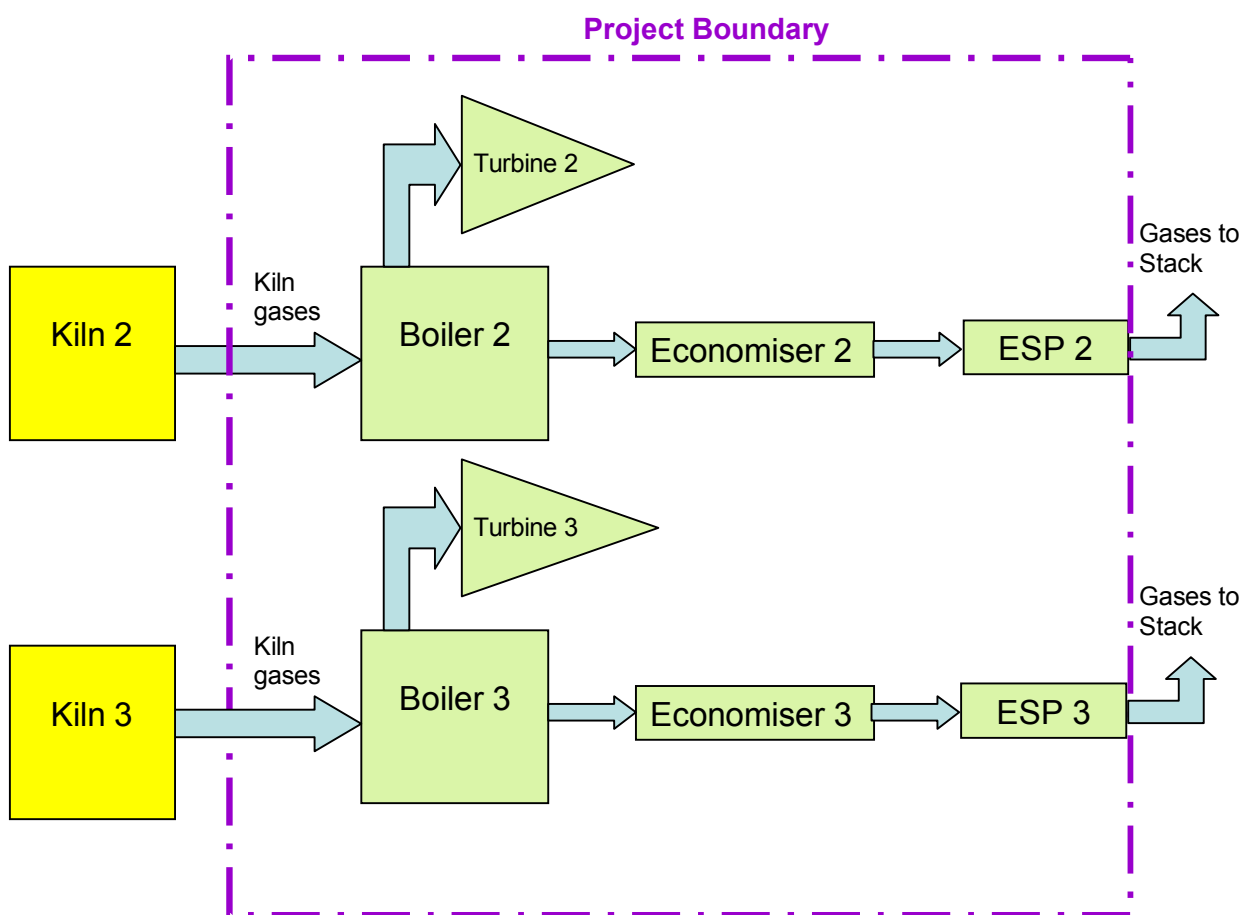 Project Boundary
Turbine 2
Gases to
Stack
Kiln
gases
Kiln 2
Boiler 2
Economiser 2
ESP 2
Turbine 3
Gases to
Stack
Kiln
gases
Kiln 3
Boiler 3
Economiser 3
ESP 3